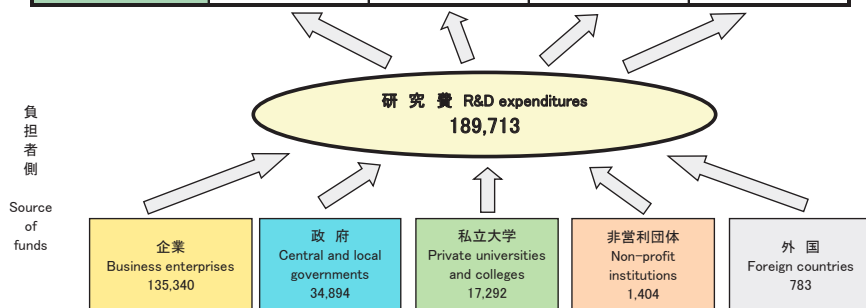 研 究 費 R&D expenditures
189,713
負
担
者
側
Source
of
funds
企業
Business enterprises
135,340
政 府
Central and local
governments
34,894
私立大学
Private universities
and colleges
17,292
非営利団体
Non-profit
institutions
1,404
外 国
Foreign countries
783